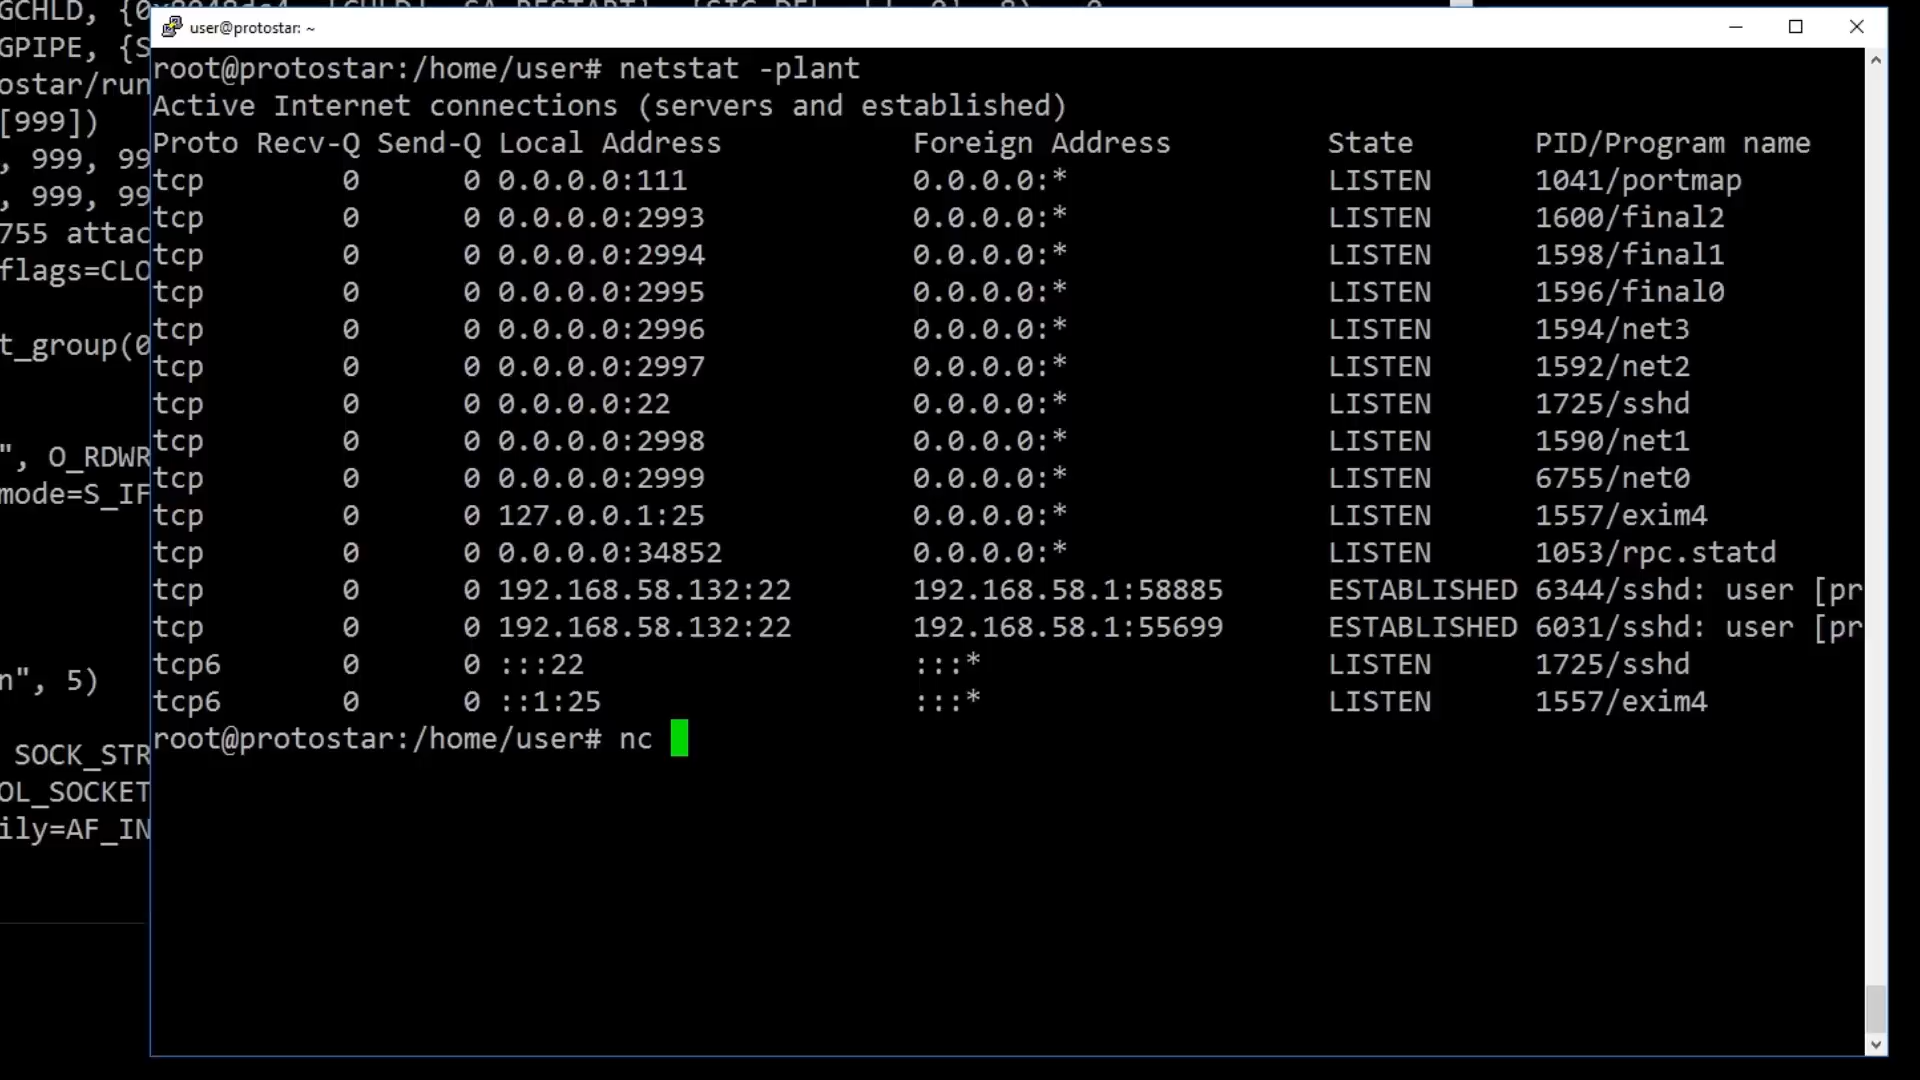 GCHLD, {0x8048dc4, [CHLD], SA_RESTART}, {SIG_DFL, [], 0}, 8) = 0
user@protostar: ~
GPIPE, {S
ostar/run
[999])
, 999, 99
, 999, 99
755 attac
flags=CLO
t_group(0
", O_RDWR
mode=S_IF
n", 5)
SOCK_STR
OL_SOCKET
ily=AF_IN
root@protostar:/home/user# netstat -plant
Active Internet connections (servers and established)
Proto Recv-Q Send-Q Local Address Foreign Address State PID/Program name
tcp 0 0 0.0.0.0:111 0.0.0.0:* LISTEN 1041/portmap
tcp 0 0 0.0.0.0:2993 0.0.0.0:* LISTEN 1600/final2
tcp 0 0 0.0.0.0:2994 0.0.0.0:* LISTEN 1598/final1
tcp 0 0 0.0.0.0:2995 0.0.0.0:* LISTEN 1596/final0
tcp 0 0 0.0.0.0:2996 0.0.0.0:* LISTEN 1594/net3
tcp 0 0 0.0.0.0:2997 0.0.0.0:* LISTEN 1592/net2
tcp 0 0 0.0.0.0:22 0.0.0.0:* LISTEN 1725/sshd
tcp 0 0 0.0.0.0:2998 0.0.0.0:* LISTEN 1590/net1
tcp 0 0 0.0.0.0:2999 0.0.0.0:* LISTEN 6755/net0
tcp 0 0 127.0.0.1:25 0.0.0.0:* LISTEN 1557/exim4
tcp 0 0 0.0.0.0:34852 0.0.0.0:* LISTEN 1053/rpc.statd
tcp 0 0 192.168.58.132:22 192.168.58.1:58885 ESTABLISHED 6344/sshd: user [pr
tcp 0 0 192.168.58.132:22 192.168.58.1:55699 ESTABLISHED 6031/sshd: user [pr
tcp6 0 0 :::22 :::* LISTEN 1725/sshd
tcp6 0 0 ::1:25 :::* LISTEN 1557/exim4
root@protostar:/home/user# nc